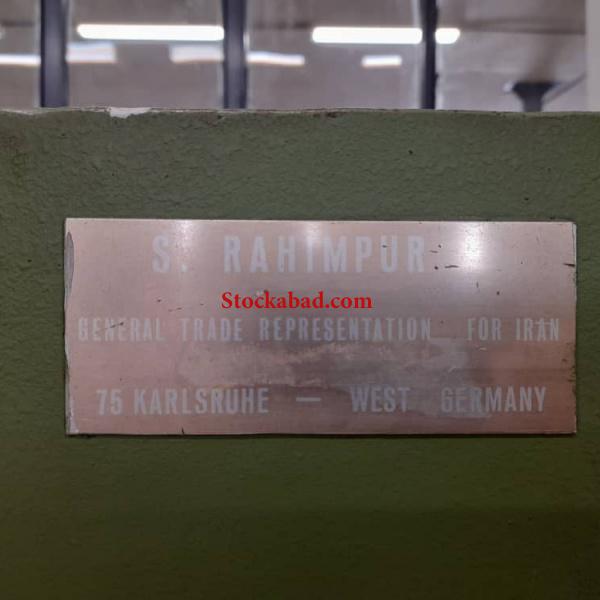 S. RAHIMPUR
Stockabad.com
GENERAL TRADE REPRESENTATION FOR IRAN
75 KARLSRUHE — WEST GERMANY